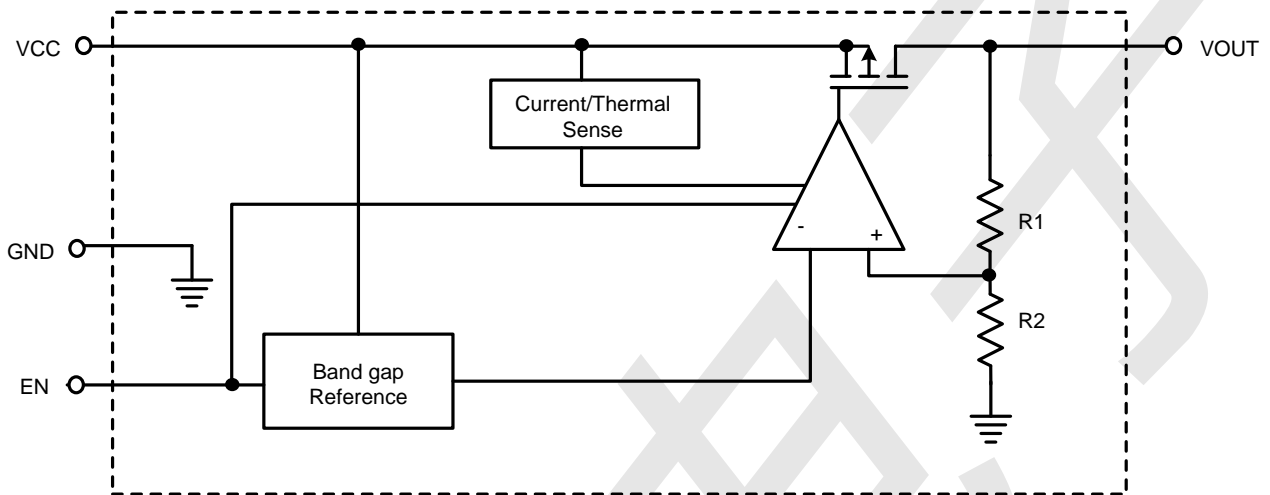 VCC
VOUT
Current/Thermal
Sense
-
+
R1
GND
R2
EN
Band gap
Reference